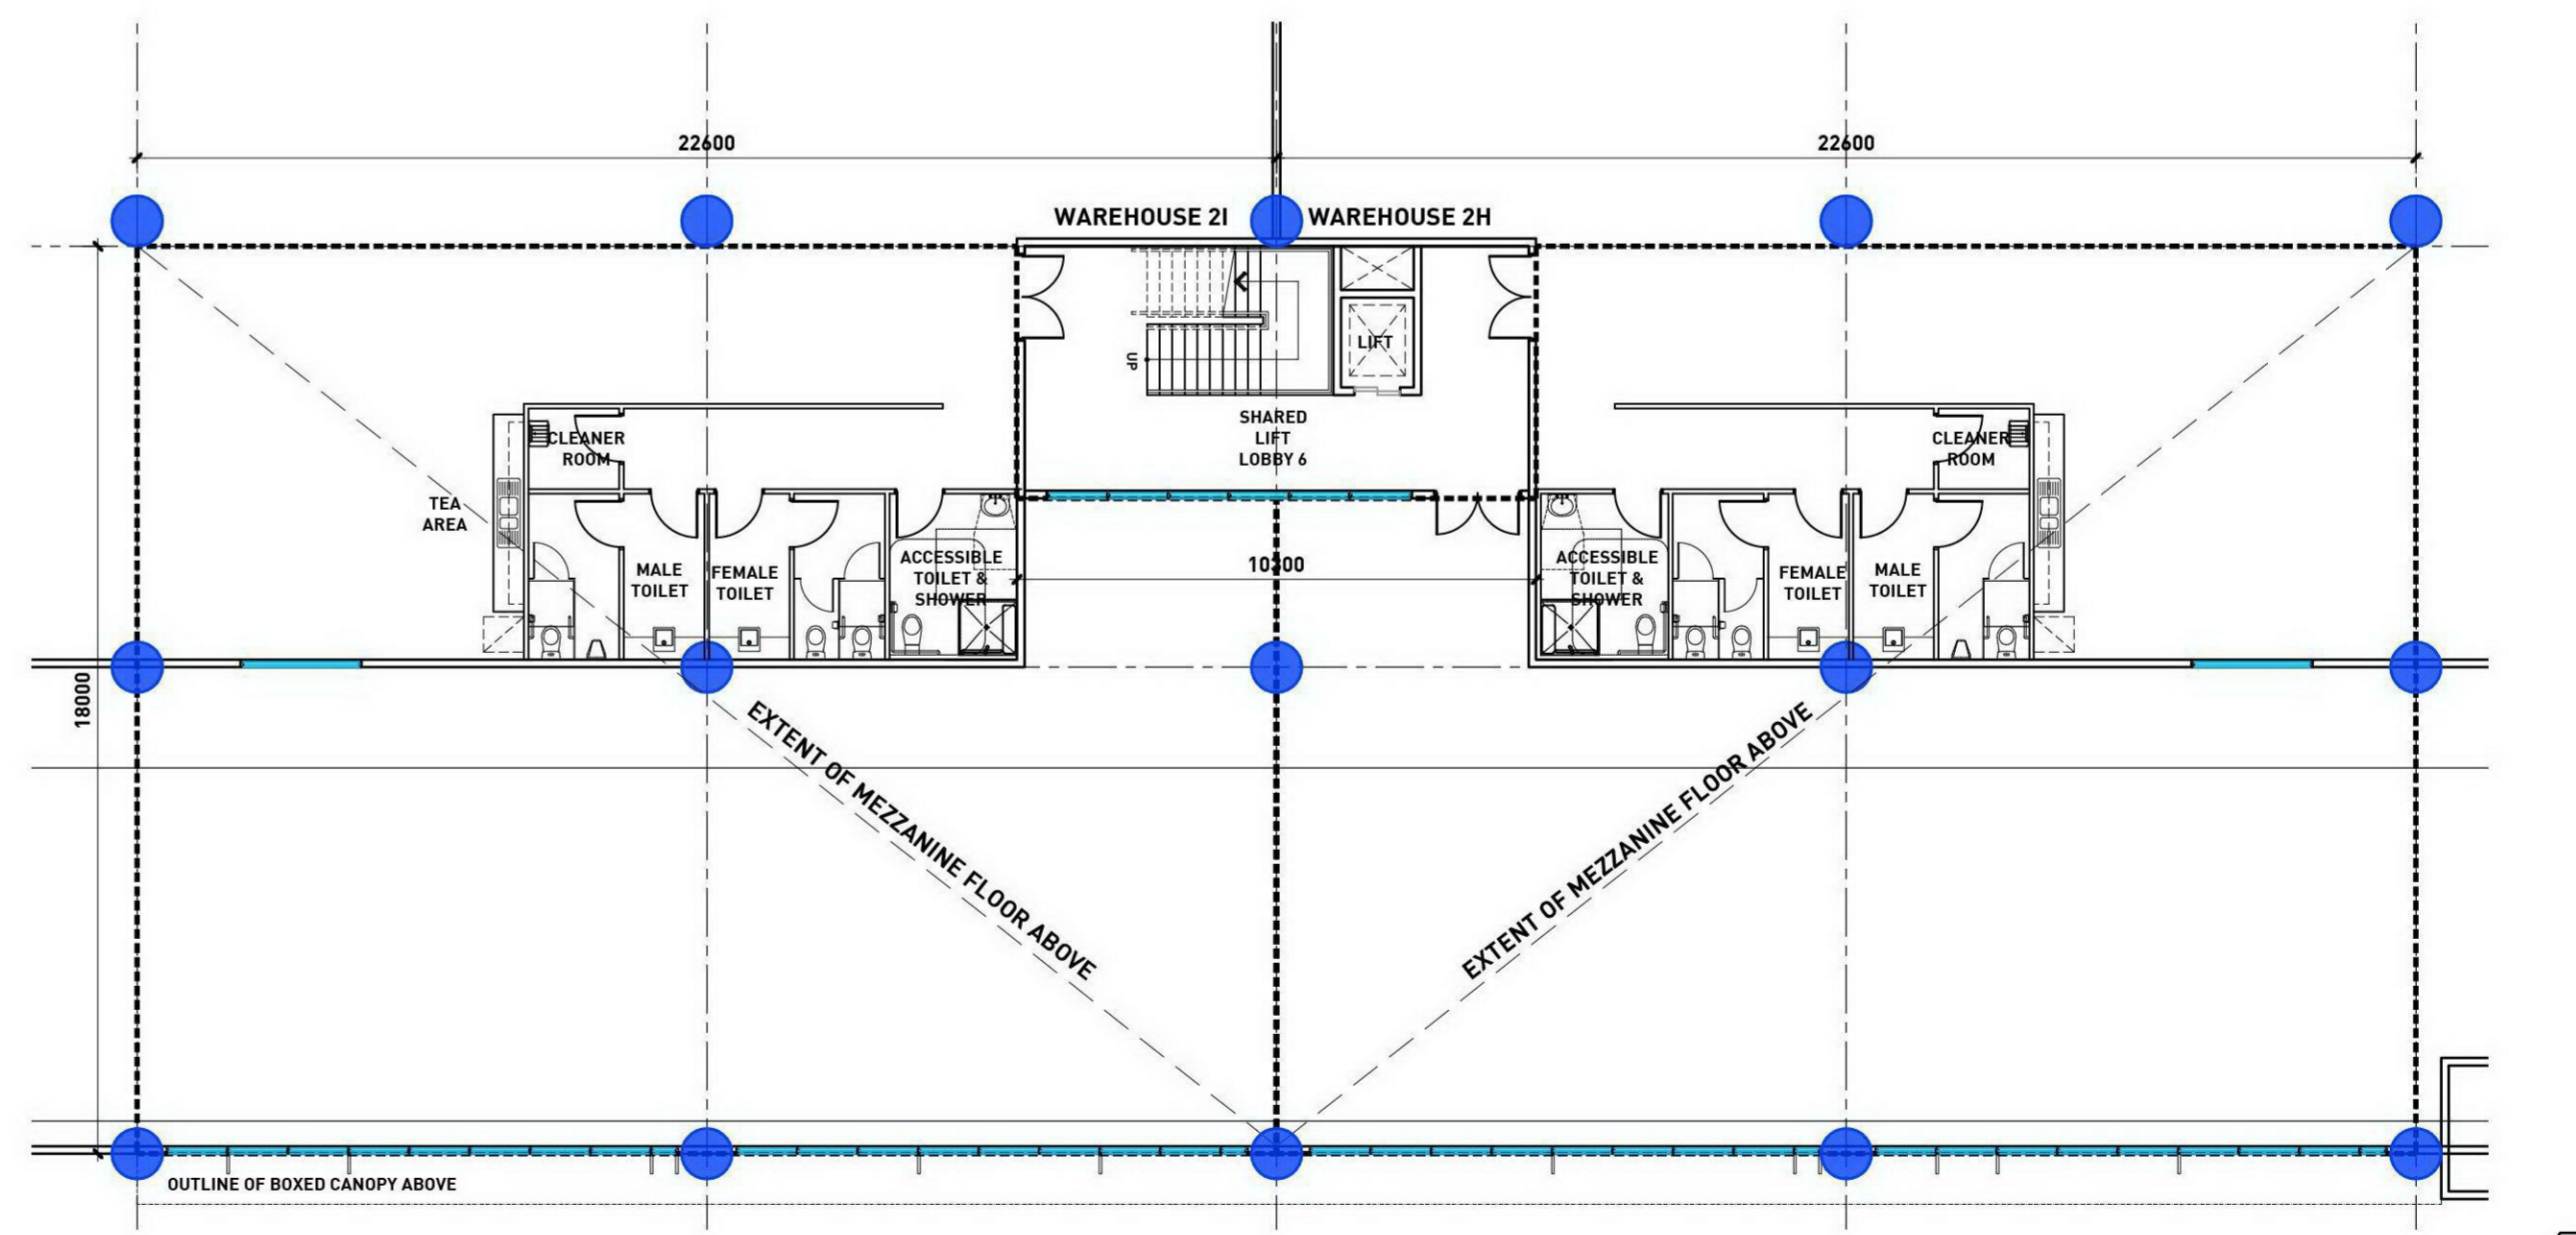 22600
22600
WAREHOUSE 2I
WAREHOUSE 2H
LIFT
UP
SHARED
LIFT
LOBBY 6
CLEANER
ROOM
CLEANER
ROOM
TEA
AREA
MALE
TOILET
FEMALE
TOILET
ACCESSIBLE
TOILET &
SHOWER
10300
ACCESSIBLE
TOILET &
SHOWER
FEMALE
TOILET
MALE
TOILET
18000
EXTENT OF MEZZANINE FLOOR ABOVE
EXTENT OF MEZZANINE FLOOR ABOVE
OUTLINE OF BOXED CANOPY ABOVE